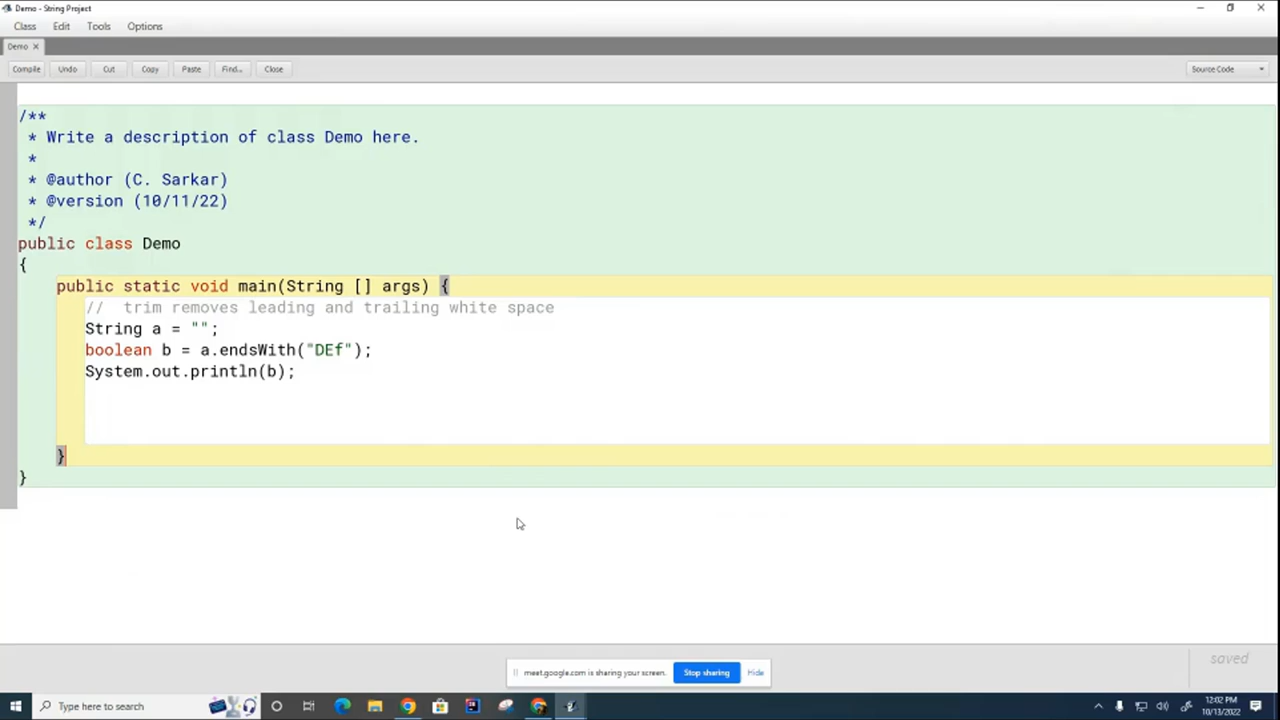 Demo - String Project
Class Edit Tools Options
Demo
Compile Undo Cut Copy Paste Find... Close Source Code
/**
* Write a description of class Demo here.
*
* @author (C. Sarkar)
* @version (10/11/22)
*/
public class Demo
{
public static void main(String [] args) {
//  trim removes leading and trailing white space
String a = "";
boolean b = a.endsWith("DEf");
System.out.println(b);
}
}
saved
meet.google.com is sharing your screen. Stop sharing Hide
Type here to search
12:02 PM
10/13/2022